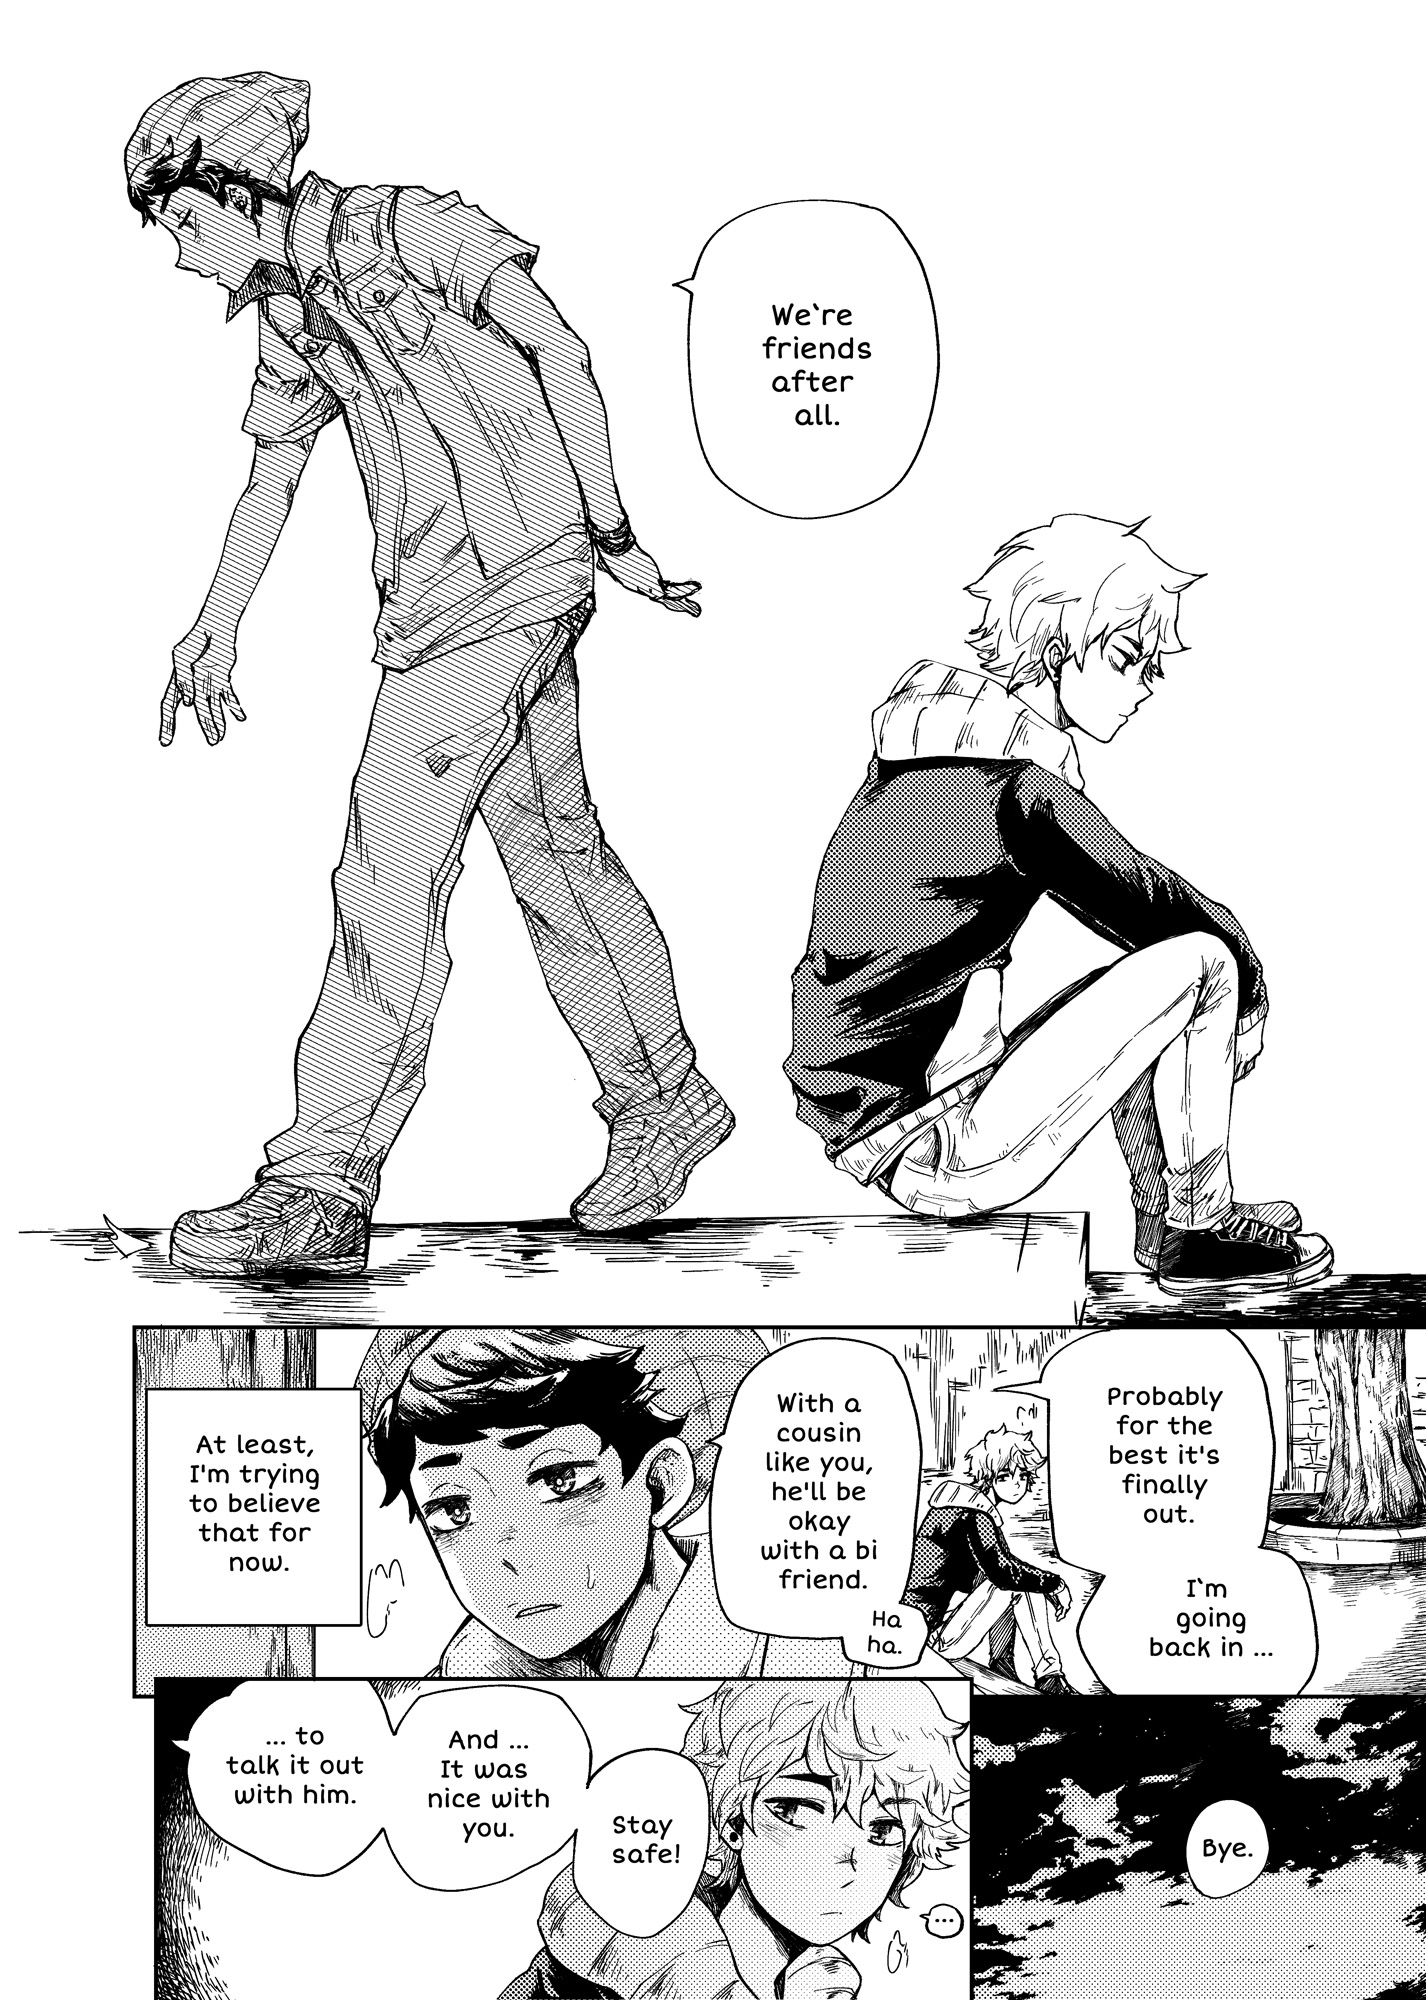 We`re
friends
after
all.
At least,
I'm trying
to believe
that for
now.
With a
cousin
like you,
he'll be
okay
with a bi
friend.
Ha
ha.
Probably
for the
best it's
finally
out.
I`m
going
back in ...
... to
talk it out
with him.
And ...
It was
nice with
you.
Stay
safe!
...
Bye.